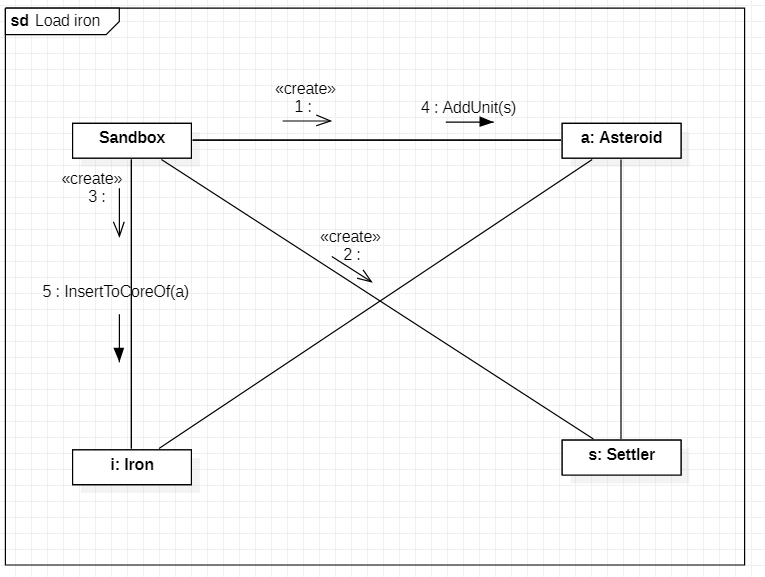 sd Load iron
«create»
1 :
4 : AddUnit(s)
Sandbox
a: Asteroid
«create»
3 :
«create»
2 :
5 : InsertToCoreOf(a)
i: Iron
s: Settler